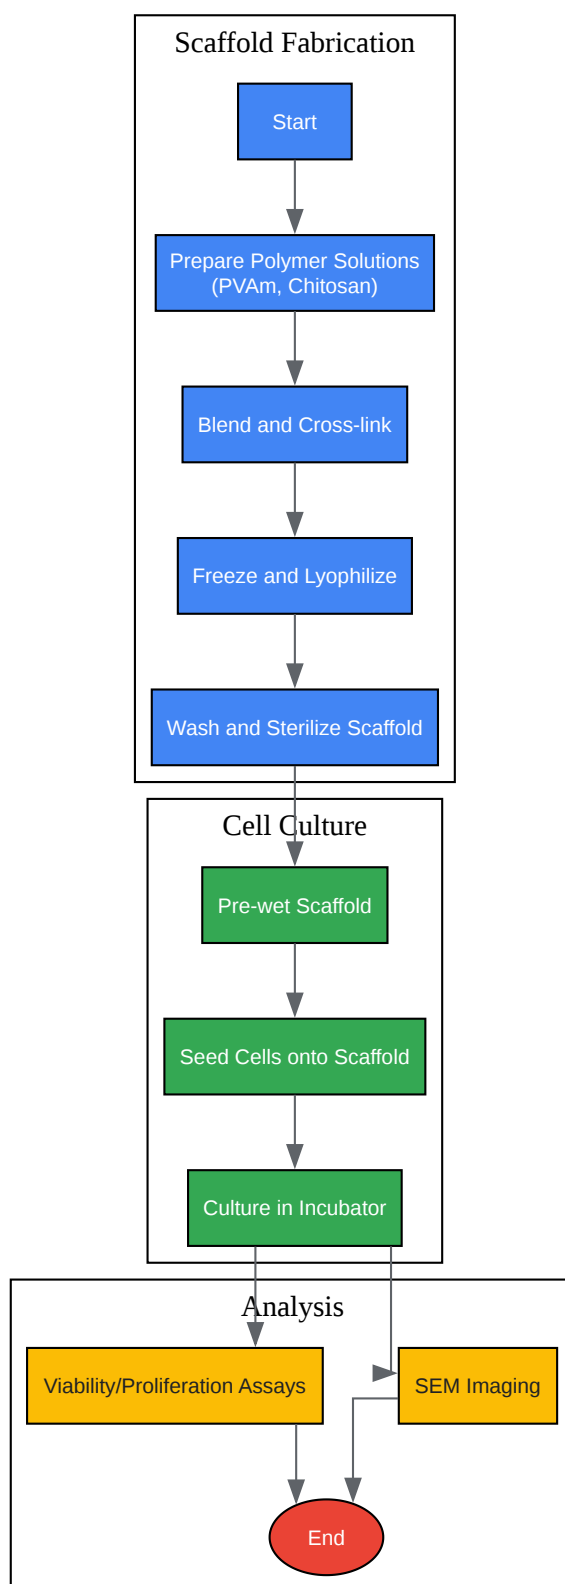 Scaffold Fabrication
Start
Prepare Polymer Solutions
(PVAm, Chitosan)
Blend and Cross-link
Freeze and Lyophilize
Wash and Sterilize Scaffold
Cell Culture
Pre-wet Scaffold
Seed Cells onto Scaffold
Culture in Incubator
Analysis
Viability/Proliferation Assays
SEM Imaging
End